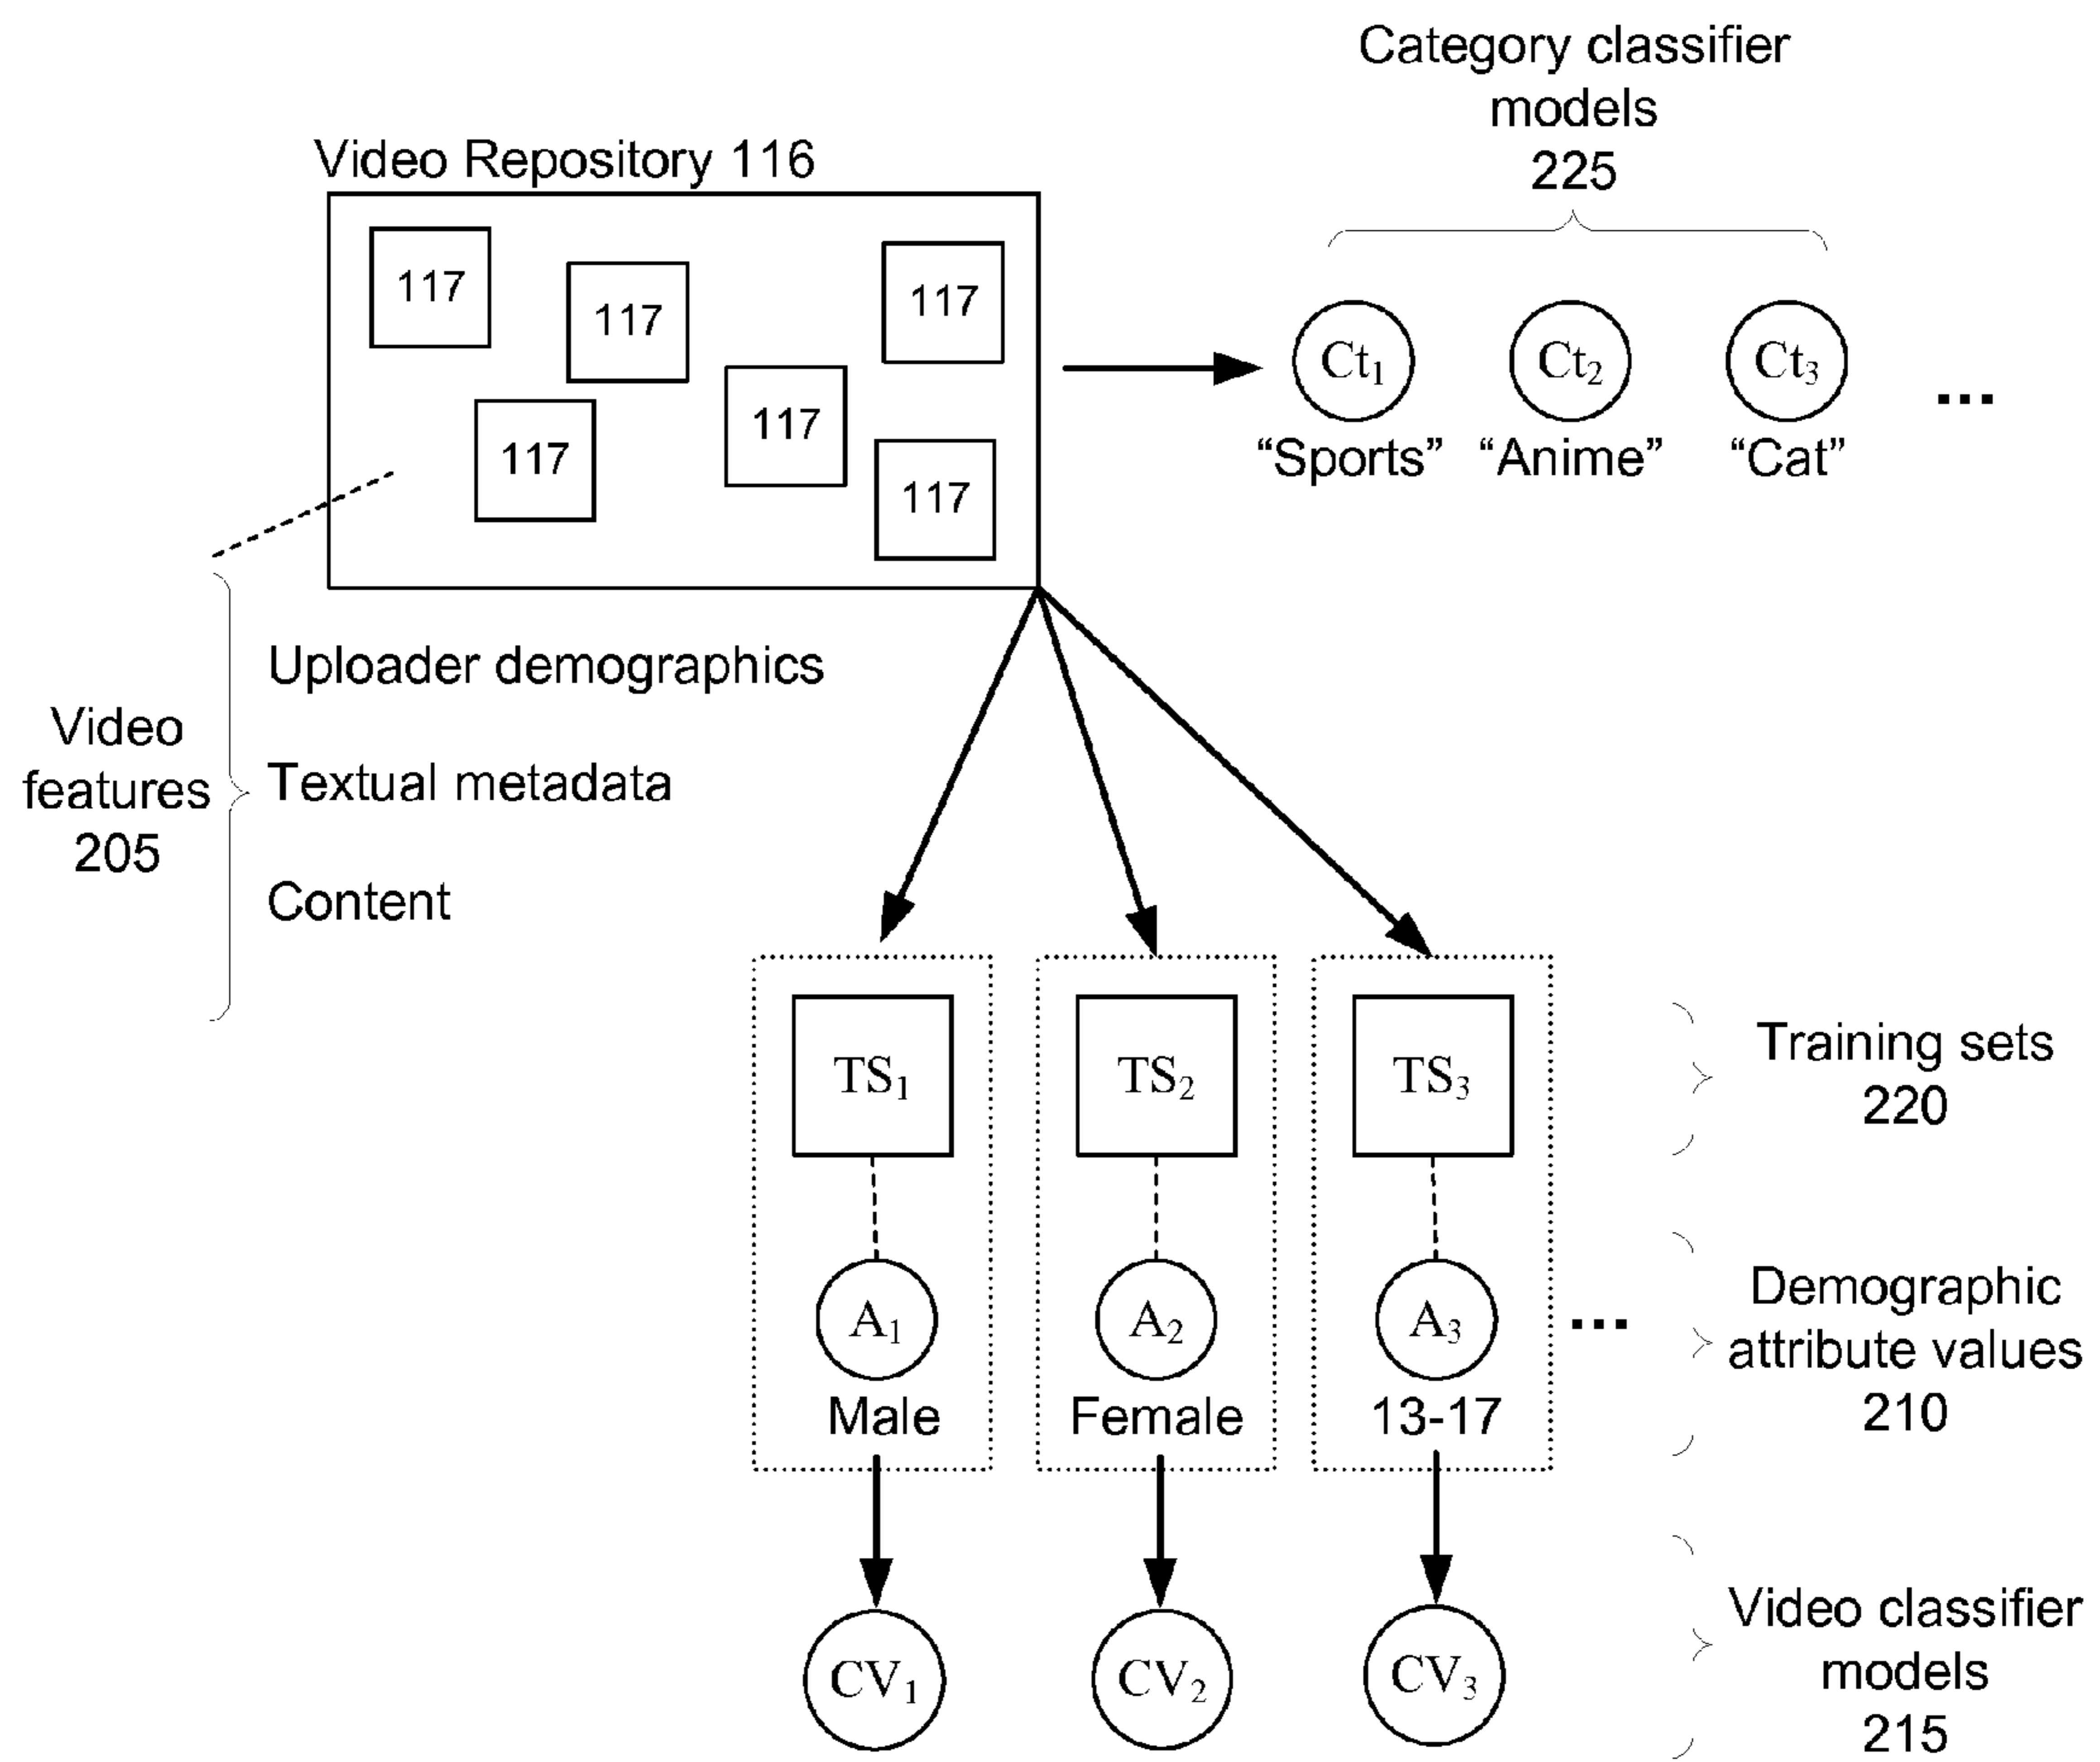 Category classifier
models
225
Video Repository 116
117
117
117
117
117
117
Ct1
Ct2
Ct3
...
“Sports”
“Anime”
“Cat”
Video
features
205
Uploader demographics
Textual metadata
Content
TS1
TS2
TS3
Training sets
220
A1
A2
A3
...
Male
Female
13-17
Demographic
attribute values
210
CV1
CV2
CV3
Video classifier
models
215